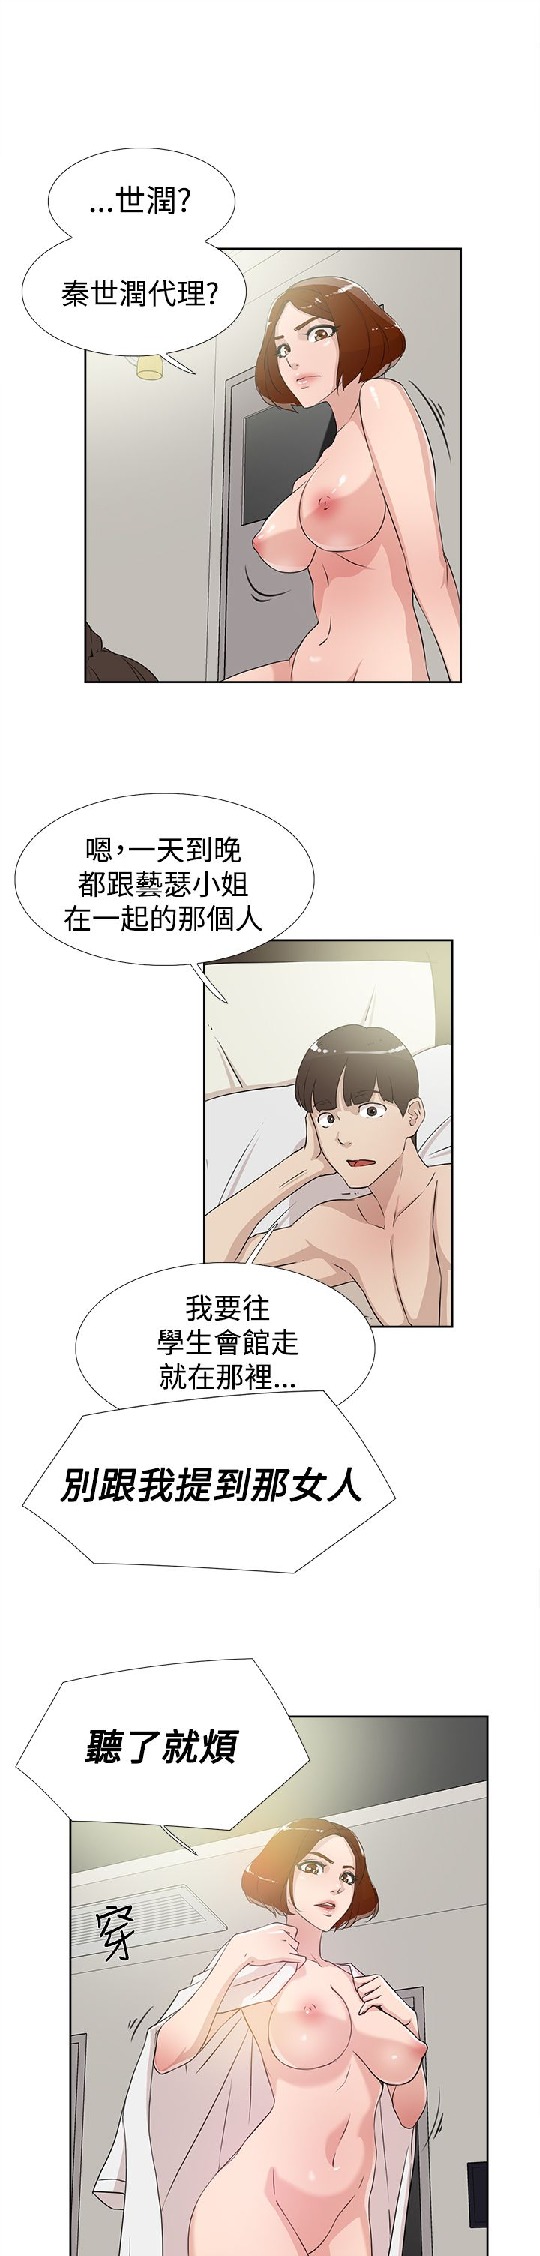 ...世潤?
秦世潤代理?
嗯,一天到晚
都跟藝瑟小姐
在一起的那個人
我要往
學生會館走
就在那裡...
別跟我提到那女人
聽了就煩
穿